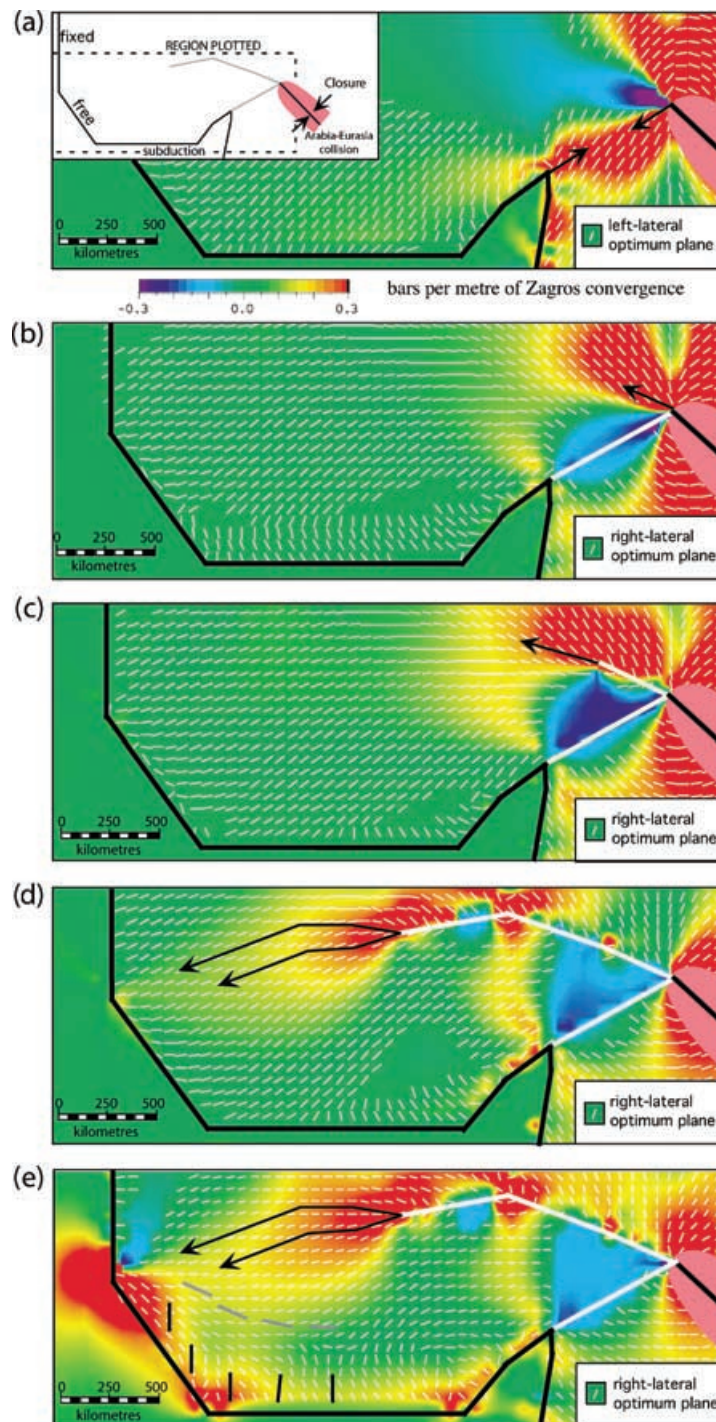 (a)
fixed
REGION PLOTTED
free
Closure
subduction
Arabia-Eurasia
collision
0 250 500
kilometres
left-lateral
optimum plane
-0.3 0.0 0.3
bars per metre of Zagros convergence
(b)
0 250 500
kilometres
right-lateral
optimum plane
(c)
0 250 500
kilometres
right-lateral
optimum plane
(d)
0 250 500
kilometres
right-lateral
optimum plane
(e)
0 250 500
kilometres
right-lateral
optimum plane